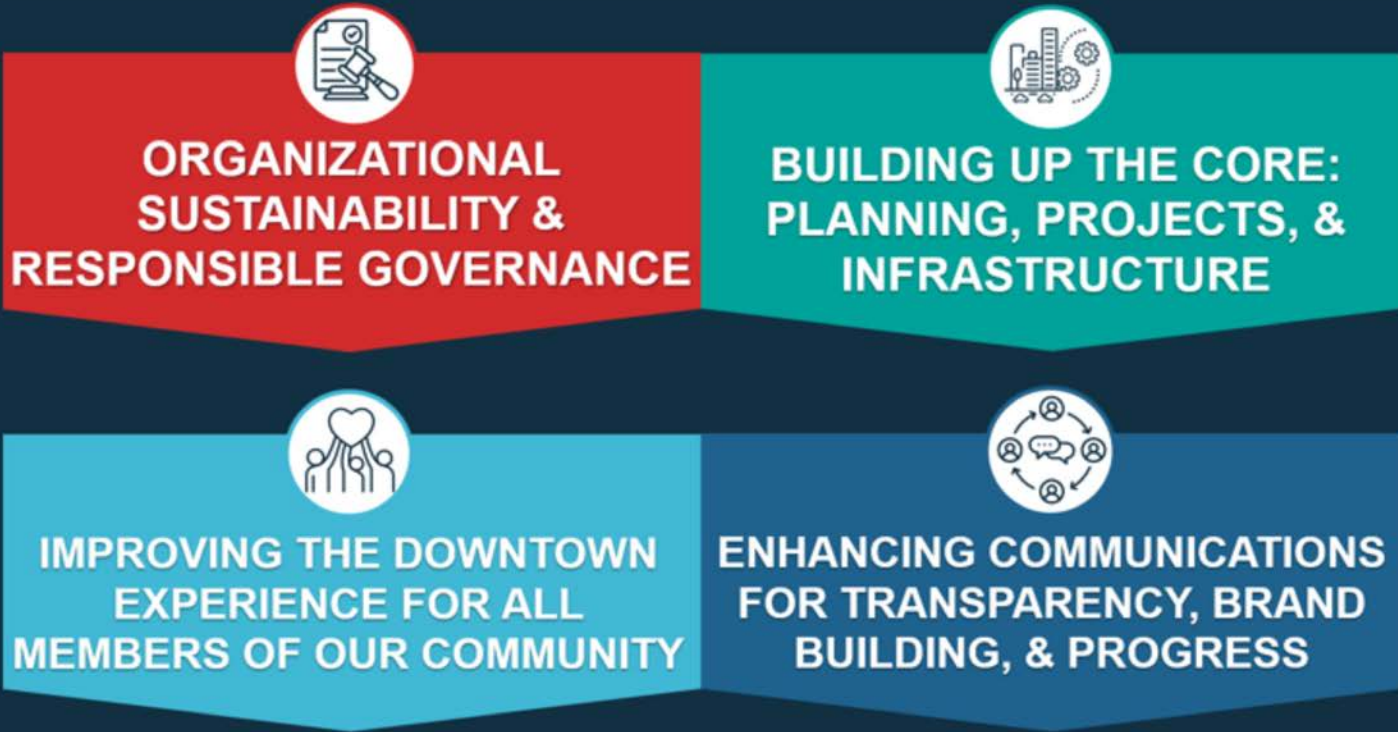 ORGANIZATIONAL
SUSTAINABILITY &
RESPONSIBLE GOVERNANCE
BUILDING UP THE CORE:
PLANNING, PROJECTS, &
INFRASTRUCTURE
IMPROVING THE DOWNTOWN
EXPERIENCE FOR ALL
MEMBERS OF OUR COMMUNITY
ENHANCING COMMUNICATIONS
FOR TRANSPARENCY, BRAND
BUILDING, & PROGRESS